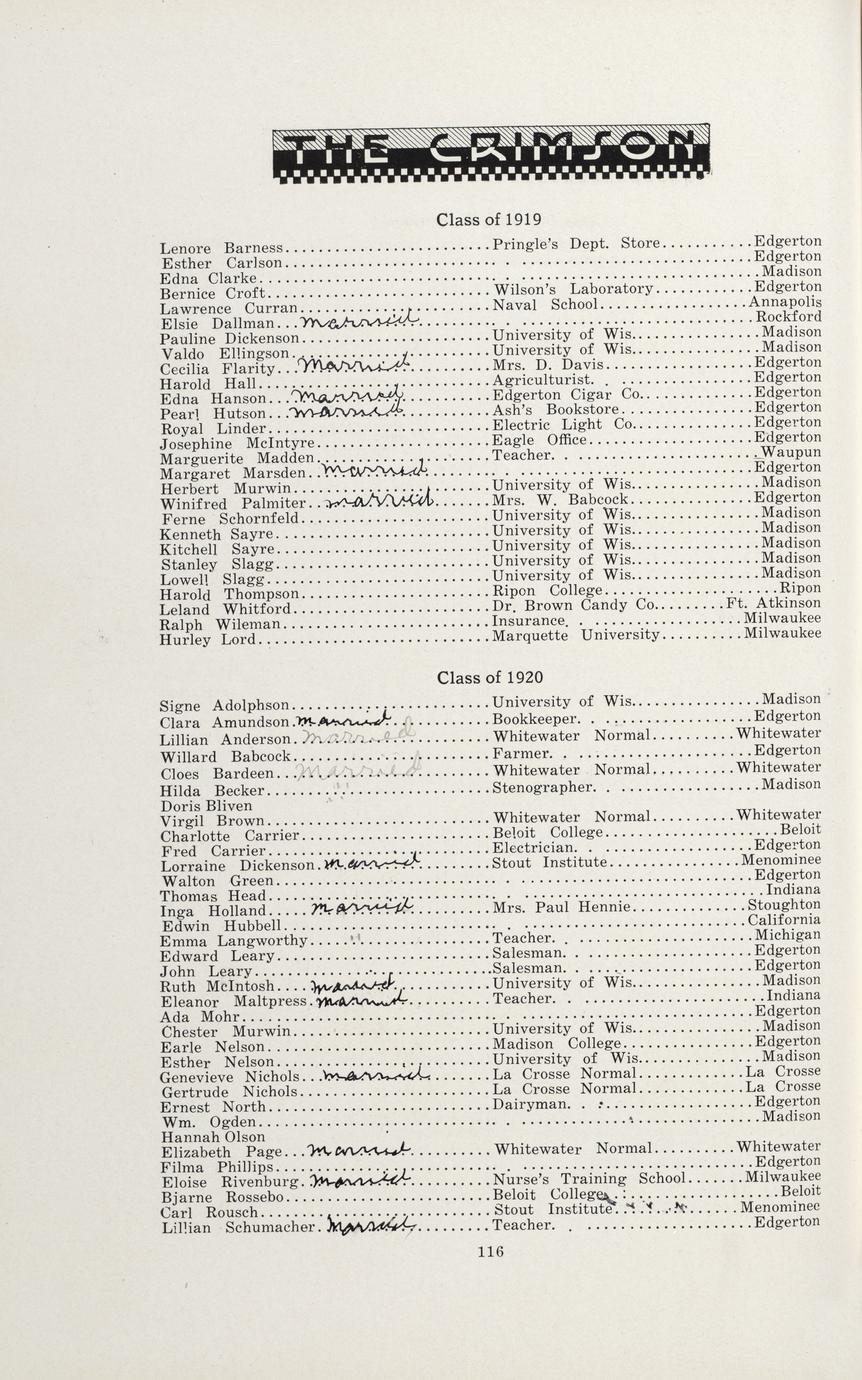 THE CRIMSON
Class of 1919
Lenore Barness........................Pringle's Dept. Store...........Edgerton
Esther Carlson........................ . ............................Edgerton
Edna Clarke........................... . ............................Madison
Bernice Croft..........................Wilson's Laboratory............Edgerton
Lawrence Curran.......................Naval School.................Annapolis
Elsie Dallman...married......... . ...........................Rockford
Pauline Dickenson......................University of Wis...............Madison
Valdo Ellingson........................University of Wis...............Madison
Cecilia Flarity...Married..........Mrs. D. Davis.................Edgerton
Harold Hall...........................Agriculturist. . .................Edgerton
Edna Hanson...Married..........Edgerton Cigar Co..............Edgerton
Pearl Hutson...married..........Ash's Bookstore................Edgerton
Royal Linder..........................Electric Light Co..............Edgerton
Josephine McIntyre....................Eagle Office....................Edgerton
Marguerite Madden....................Teacher. . .....................Waupun
Margaret Marsden..married....... . ............................Edgerton
Herbert Murwin.......................University of Wis...............Madison
Winifred Palmiter..married.......Mrs. W. Babcock...............Edgerton
Ferne Schornfeld......................University of Wis...............Madison
Kenneth Sayre.........................University of Wis...............Madison
Kitchell Sayre.........................University of Wis...............Madison
Stanley Slagg.........................University of Wis...............Madison
Lowell Slagg..........................University of Wis...............Madison
Harold Thompson......................Ripon College.....................Ripon
Leland Whitford.......................Dr. Brown Candy Co........Ft. Atkinson
Ralph Wileman........................Insurance. . ...................Milwaukee
Hurley Lord...........................Marquette University..........Milwaukee
Class of 1920
Signe Adolphson.......................University of Wis...............Madison
Clara Amundson.married...........Bookkeeper. . ...................Edgerton
Lillian Anderson.married.........Whitewater Normal.........Whitewater
Willard Babcock.......................Farmer. . ......................Edgerton
Cloes Bardeen...married..........Whitewater Normal.........Whitewater
Hilda Becker.........."..............Stenographer. . ...................Madison
Doris Bliven
Virgil Brown..........................Whitewater Normal.........Whitewater
Charlotte Carrier......................Beloit College....................Beloit
Fred Carrier..........................Electrician. . ...................Edgerton
Lorraine Dickenson.married........Stout Institute...............Menominee
Walton Green......................... . ............................Edgerton
Thomas Head......................... . .............................Indiana
Inga Holland.....married.........Mrs. Paul Hennie.............Stoughton
Edwin Hubbell........................ . ...........................California
Emma Langworthy....."..............Teacher. . ....................Michigan
Edward Leary.........................Salesman. . ....................Edgerton
John Leary............................Salesman. . ....................Edgerton
Ruth McIntosh....married..........University of Wis...............Madison
Eleanor Maltpress.married.........Teacher. . ......................Indiana
Ada Mohr............................. . ............................Edgerton
Chester Murwin.......................University of Wis...............Madison
Earle Nelson..........................Madison College................Edgerton
Esther Nelson.........................University of Wis...............Madison
Genevieve Nichols...married.......La Crosse Normal............La Crosse
Gertrude Nichols......................La Crosse Normal............La Crosse
Ernest North..........................Dairyman. . ....................Edgerton
Wm. Ogden........................... . .............................Madison
Hannah Olson
Elizabeth Page...married..........Whitewater Normal.........Whitewater
Filma Phillips......................... . ............................Edgerton
Eloise Rivenburg.married..........Nurse's Training School.......Milwaukee
Bjarne Rossebo........................Beloit College....................Beloit
Carl Rousch...........................Stout Institute...............Menominee
Lillian Schumacher.married.........Teacher. . .....................Edgerton
116